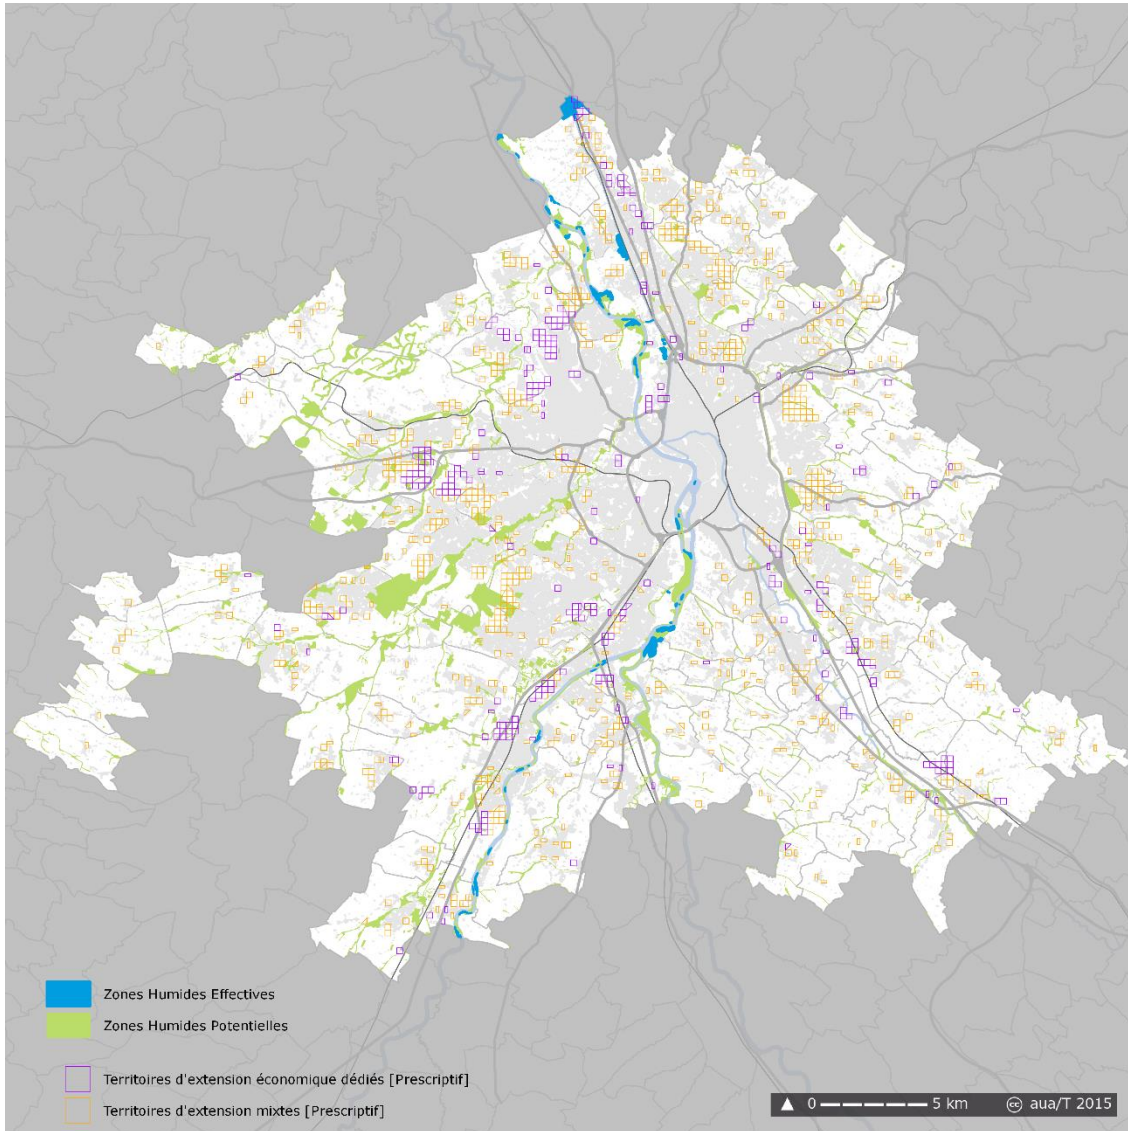 Zones Humides Effectives
Zones Humides Potentielles
Territoires d'extension économique dédiés [Prescriptif]
Territoires d'extension mixtes [Prescriptif]
0 5 km cc aua/T 2015